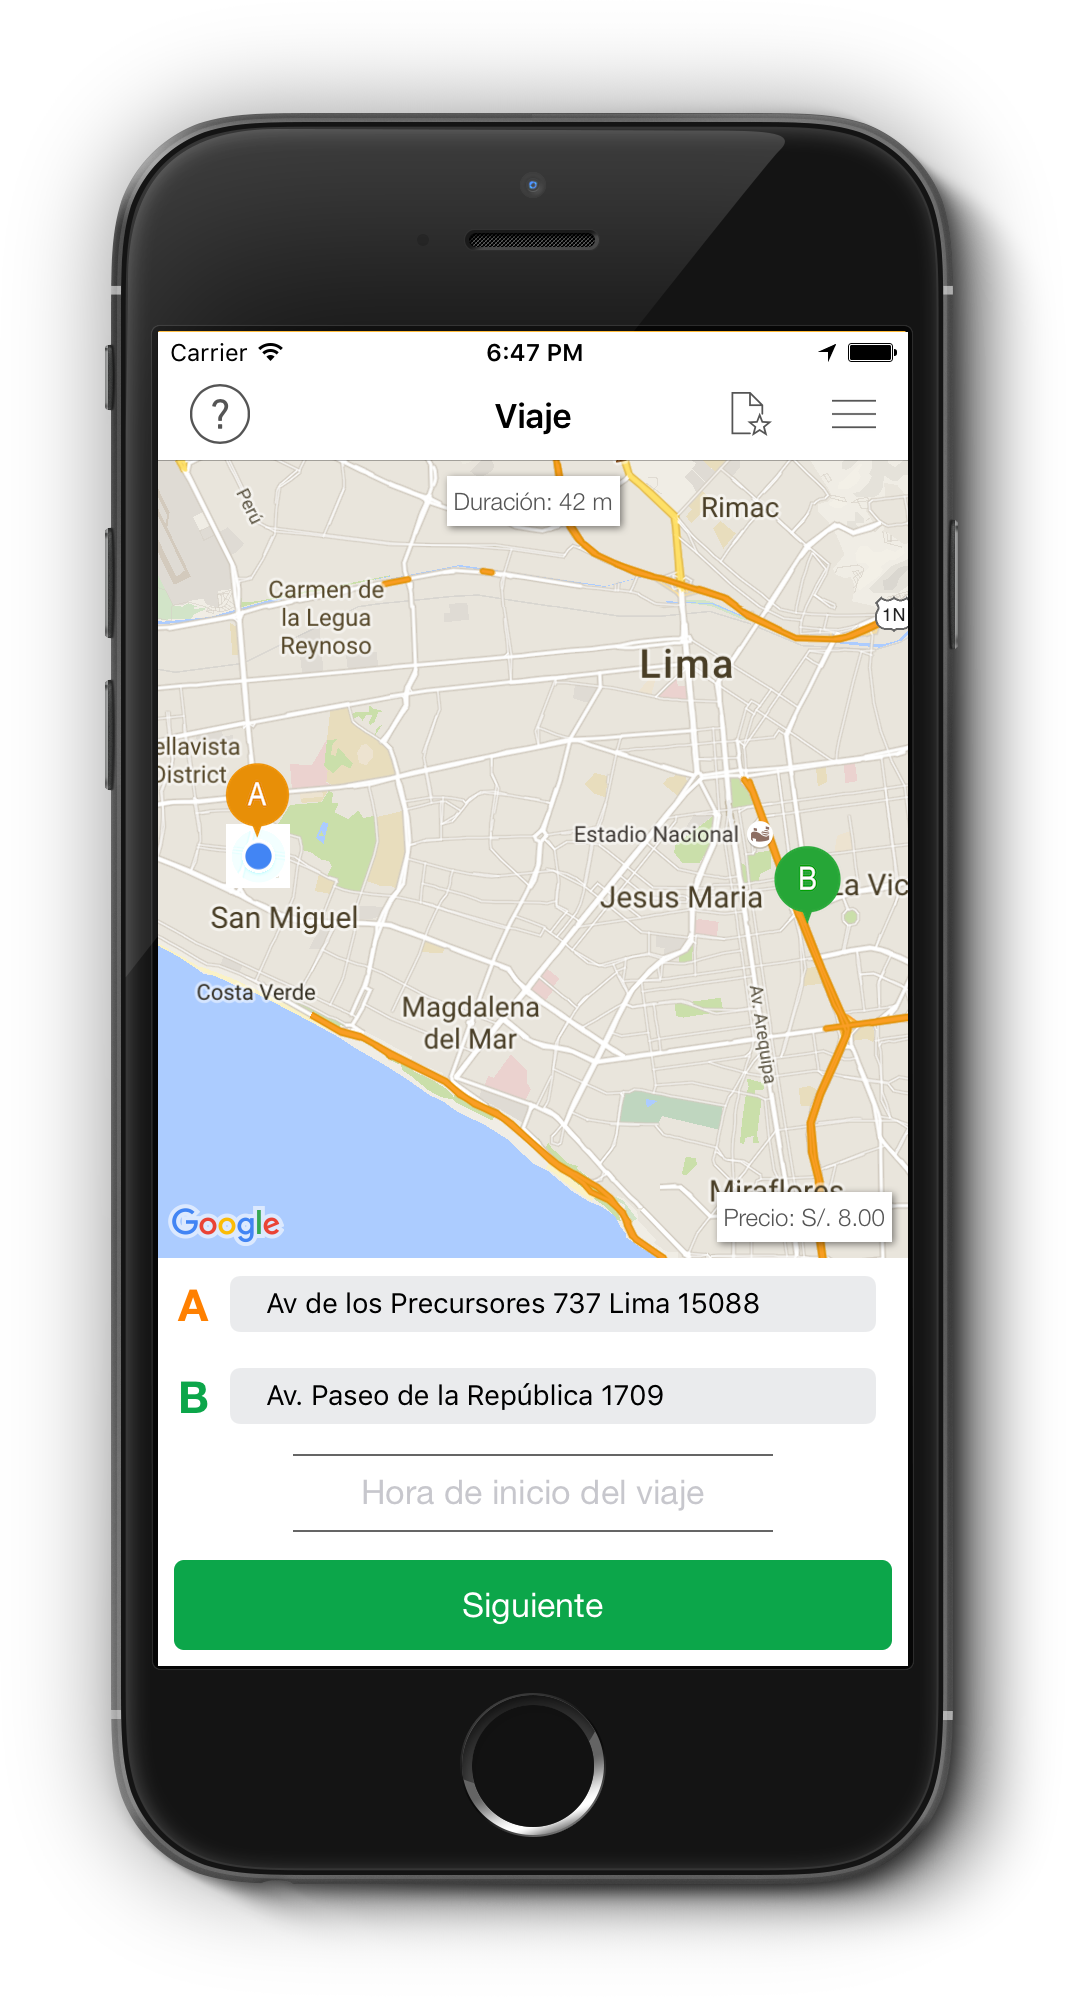 Carrier 6:47 PM
? Viaje
Duración: 42 m
Perú
Rimac
Carmen de
la Legua
Reynoso
1N
Lima
ellavista
District
A
Estadio Nacional
B
La Vic
Jesus Maria
San Miguel
Costa Verde
Magdalena
del Mar
Av. Arequipa
Miraflores
Precio: S/. 8.00
Google
A Av de los Precursores 737 Lima 15088
B Av. Paseo de la República 1709
Hora de inicio del viaje
Siguiente